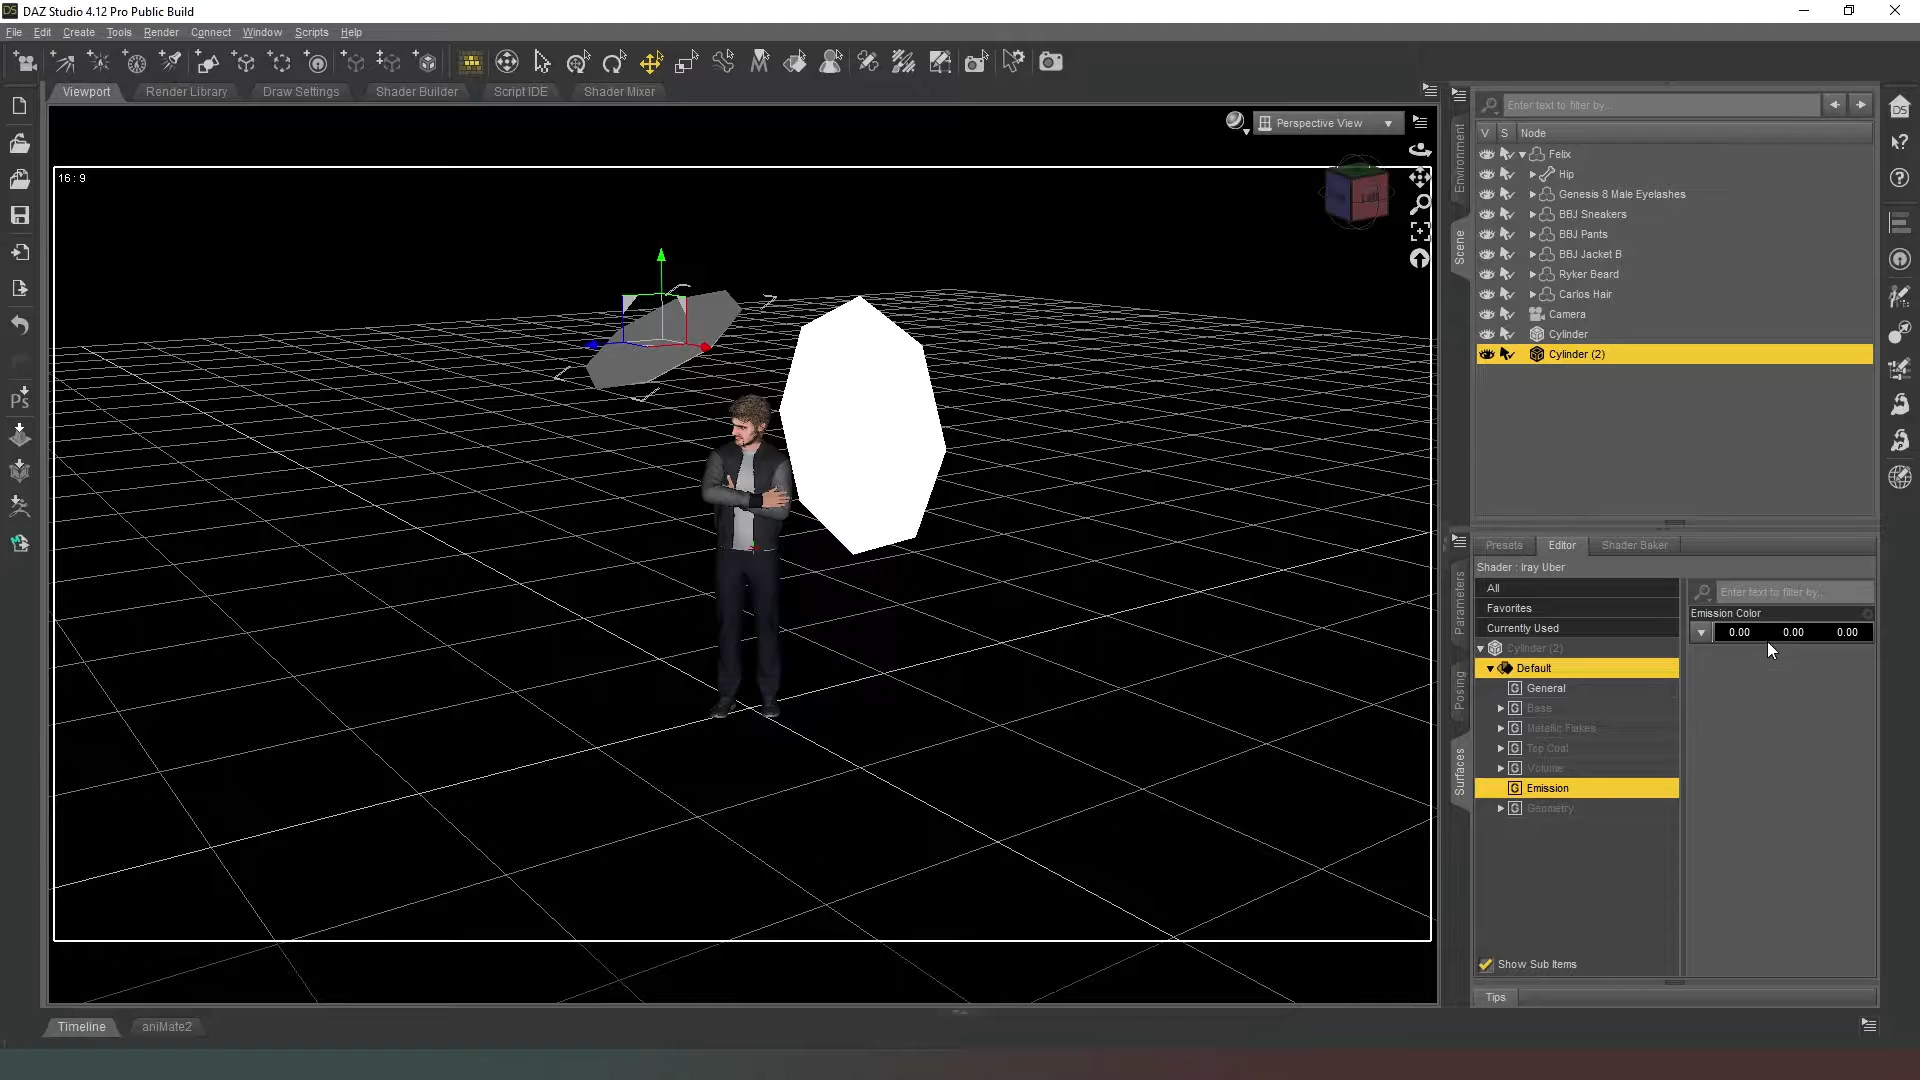 DAZ Studio 4.12 Pro Public Build
File Edit Create Tools Render Connect Window Scripts Help
Viewport Render Library Draw Settings Shader Builder Script IDE Shader Mixer
Perspective View
16 : 9
Environment
Scene
Enter text to filter by...
V S Node
Felix
Hip
Genesis 8 Male Eyelashes
BBJ Sneakers
BBJ Pants
BBJ Jacket B
Ryker Beard
Carlos Hair
Camera
Cylinder
Cylinder (2)
Parameters
Posing
Surfaces
Presets Editor Shader Baker
Shader : Iray Uber
All
Favorites
Currently Used
Cylinder (2)
Default
General
Base
Metallic Flakes
Top Coat
Volume
Emission
Geometry
Enter text to filter by...
Emission Color
0.00 0.00 0.00
Show Sub Items
Tips
Timeline aniMate2